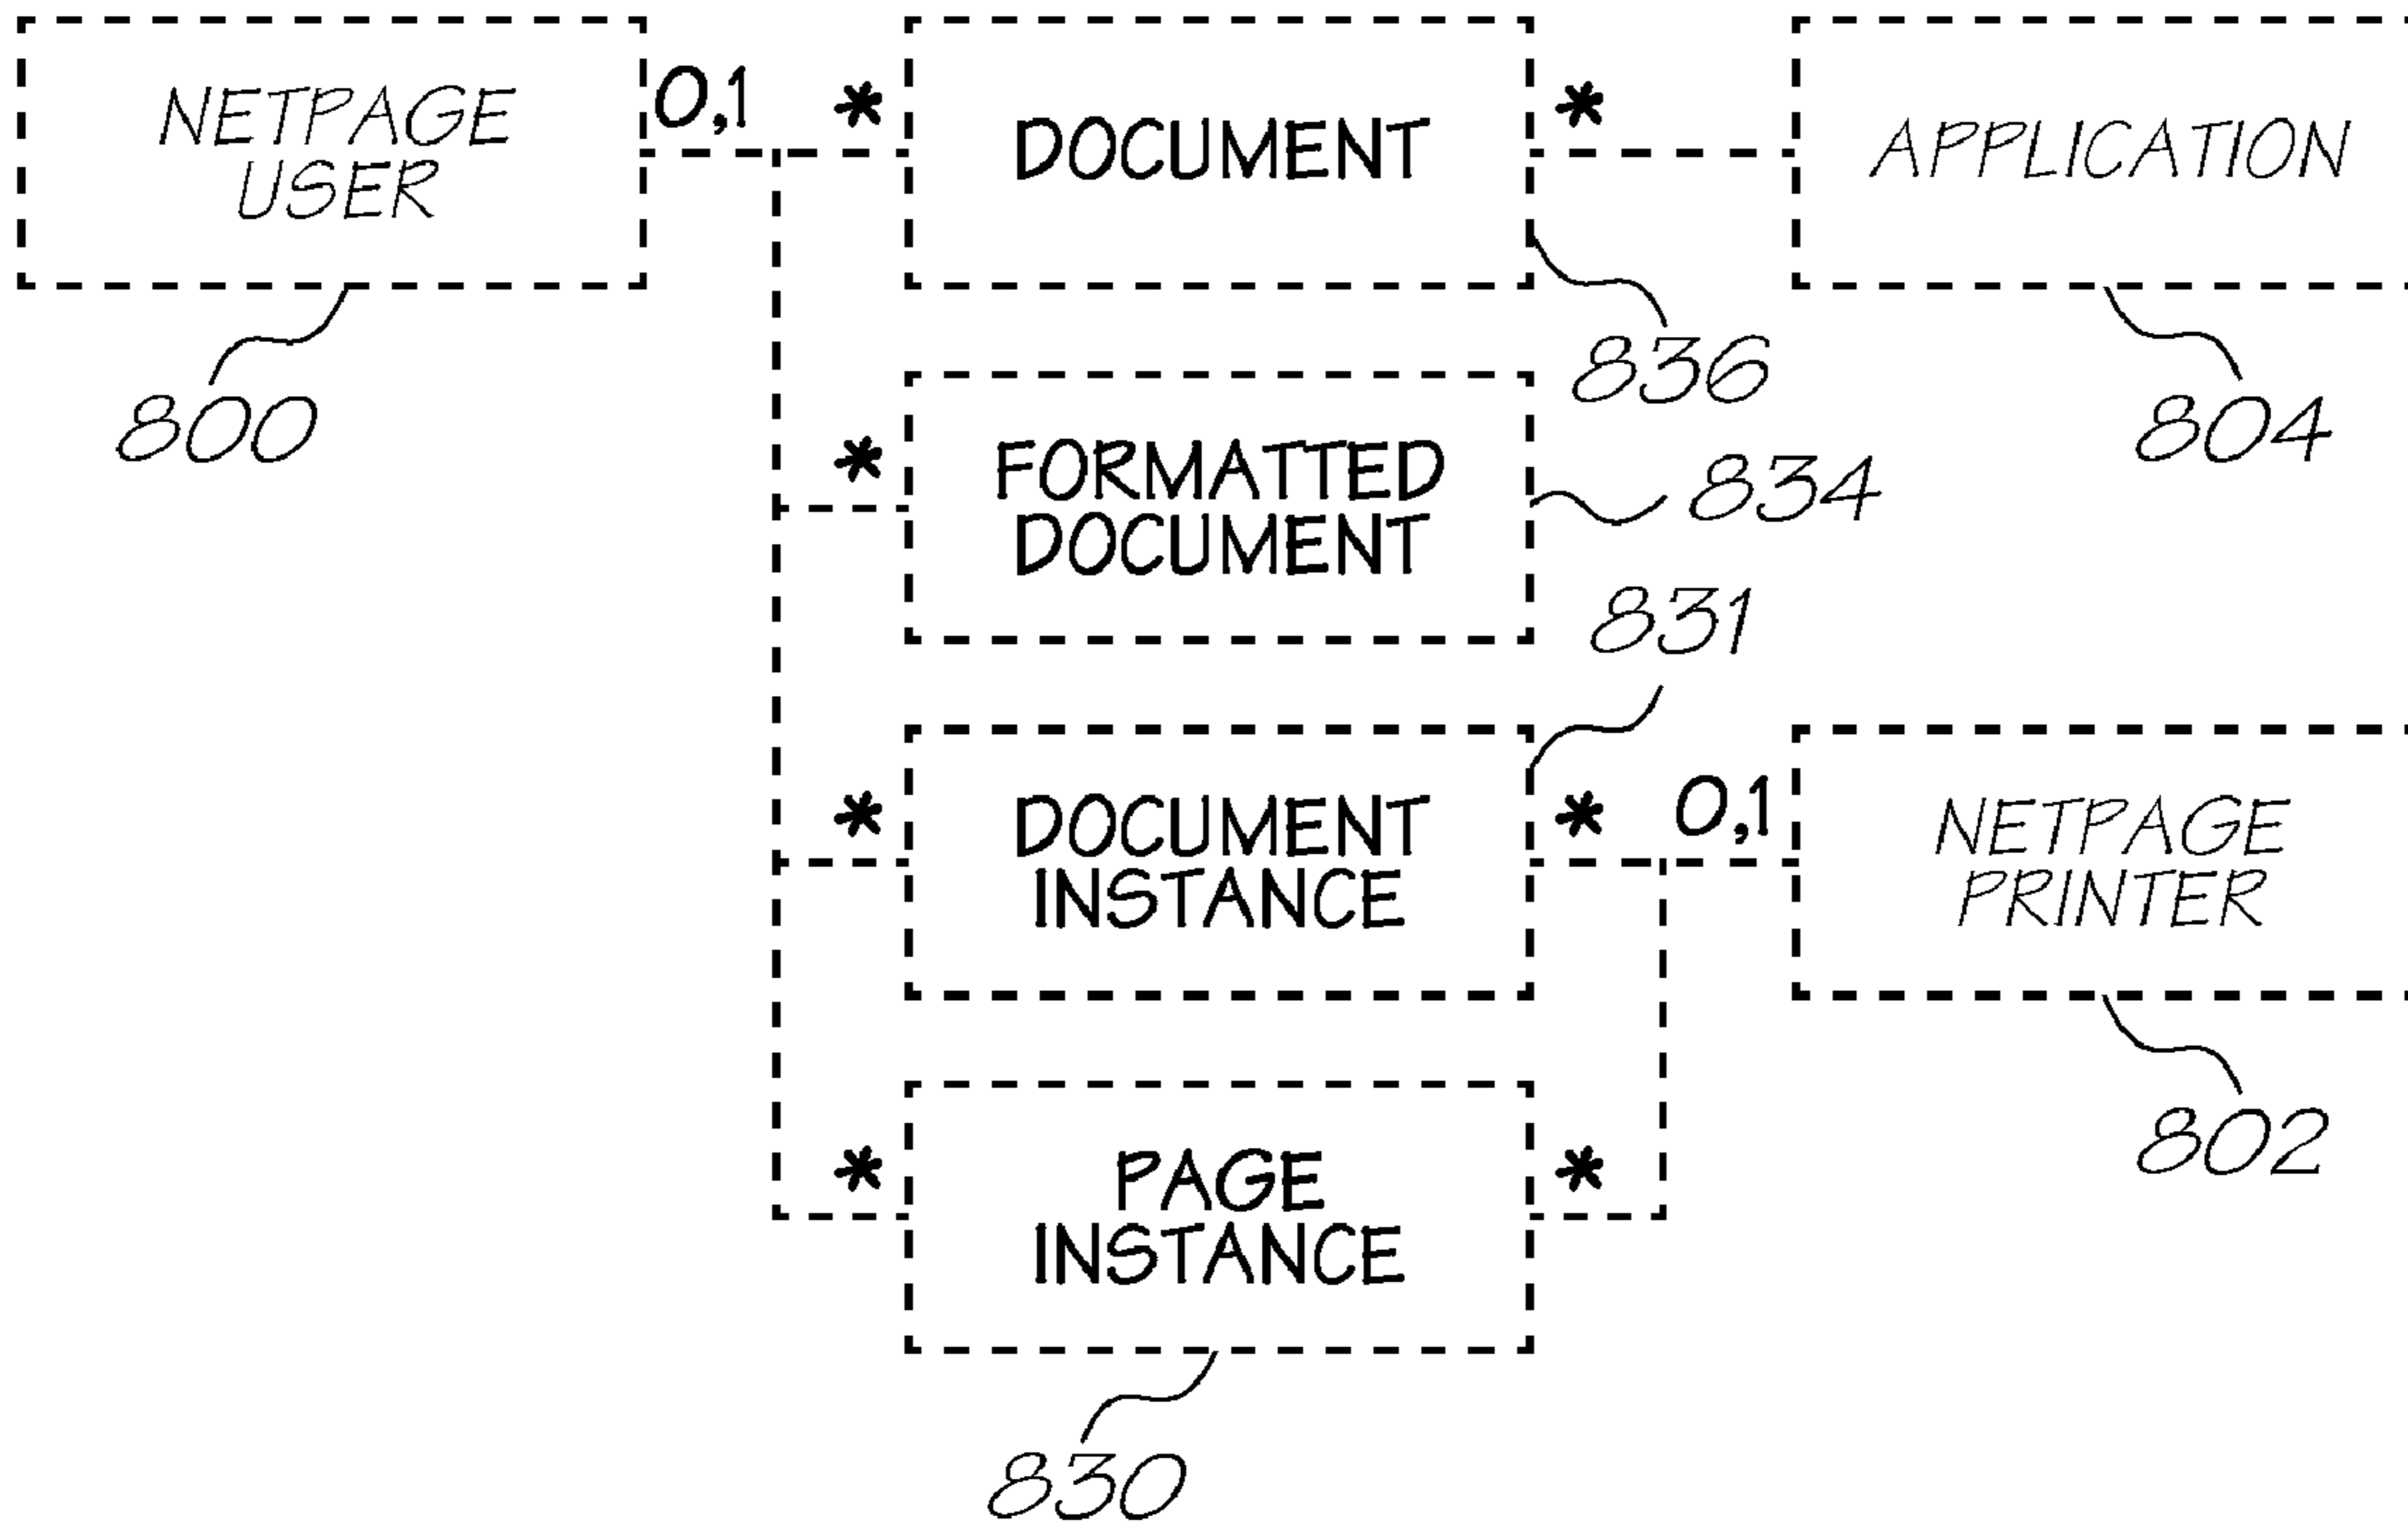 NETPAGE
USER
0,1
*
DOCUMENT
*
APPLICATION
800
836
804
*
FORMATTED
DOCUMENT
834
831
*
DOCUMENT
INSTANCE
*
0,1
NETPAGE
PRINTER
802
*
PAGE
INSTANCE
*
830